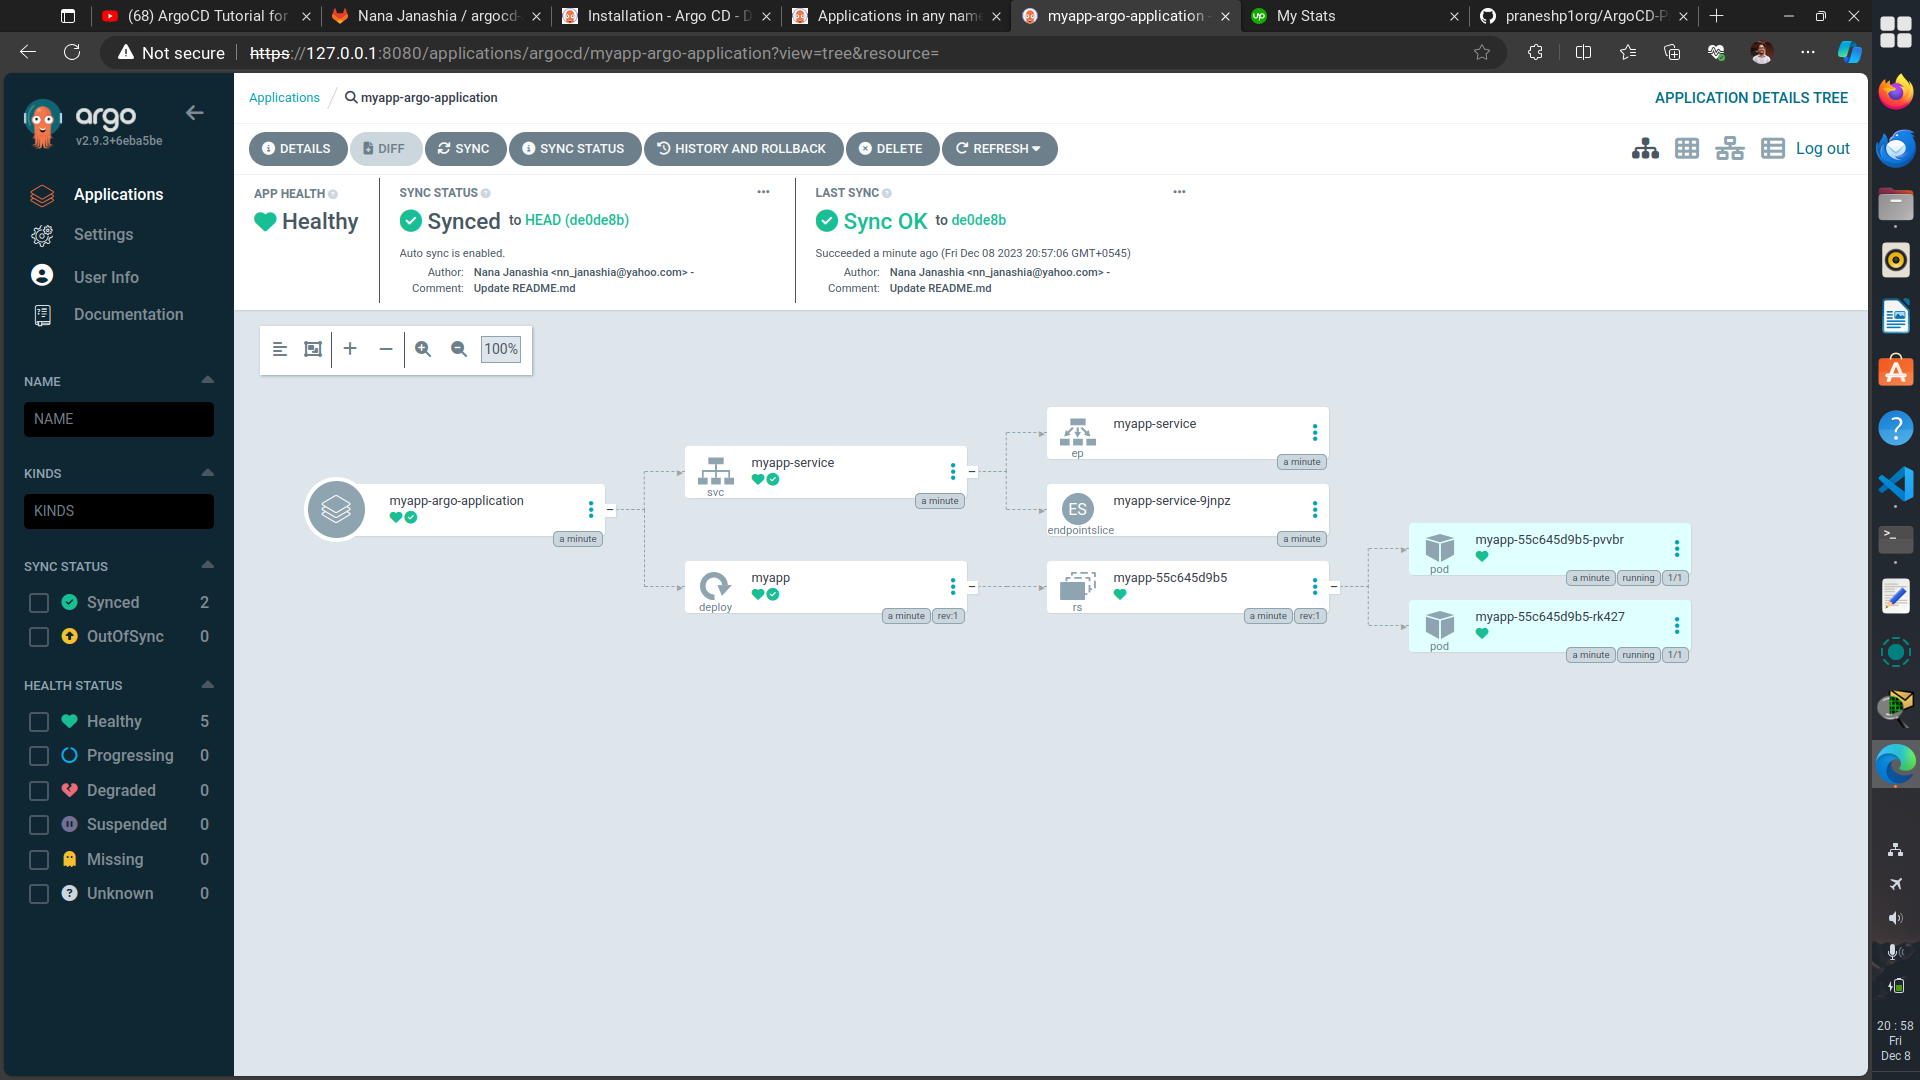 (68) ArgoCD Tutorial for
Nana Janashia / argocd-
Installation - Argo CD - D
Applications in any name
myapp-argo-application -
up My Stats
praneshp1org/ArgoCD-P
Not secure https://127.0.0.1:8080/applications/argocd/myapp-argo-application?view=tree&resource=
argo
v2.9.3+6eba5be
Applications
Settings
User Info
Documentation
NAME
NAME
KINDS
KINDS
SYNC STATUS
Synced 2
OutOfSync 0
HEALTH STATUS
Healthy 5
Progressing 0
Degraded 0
Suspended 0
Missing 0
Unknown 0
Applications / myapp-argo-application
APPLICATION DETAILS TREE
DETAILS DIFF SYNC SYNC STATUS HISTORY AND ROLLBACK DELETE REFRESH
Log out
APP HEALTH
Healthy
SYNC STATUS
Synced to HEAD (de0de8b)
Auto sync is enabled.
Author: Nana Janashia <nn_janashia@yahoo.com> -
Comment: Update README.md
LAST SYNC
Sync OK to de0de8b
Succeeded a minute ago (Fri Dec 08 2023 20:57:06 GMT+0545)
Author: Nana Janashia <nn_janashia@yahoo.com> -
Comment: Update README.md
100%
myapp-argo-application
a minute
myapp-service
svc
a minute
myapp
deploy
a minute rev:1
myapp-service
ep
a minute
ES myapp-service-9jnpz
endpointslice
a minute
myapp-55c645d9b5
rs
a minute rev:1
myapp-55c645d9b5-pvvbr
pod
a minute running 1/1
myapp-55c645d9b5-rk427
pod
a minute running 1/1
20 : 58
Fri
Dec 8